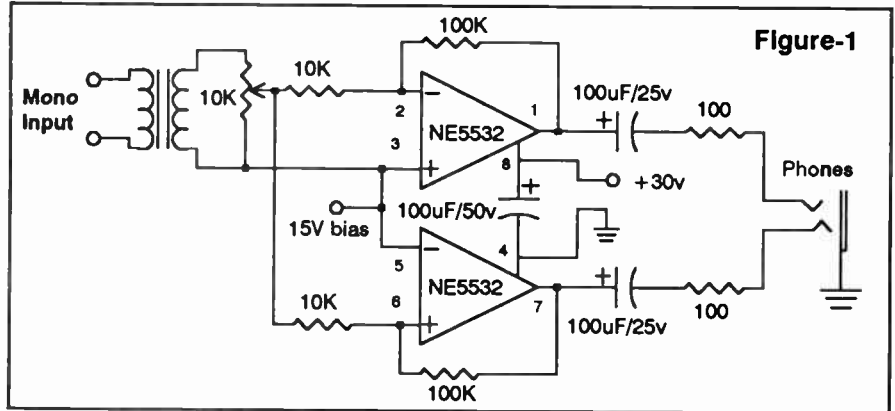 Figure-1
100K
10K
Mono
Input
10K
2
3
1
8
NE5532
100uF/25v
+
100
Phones
+30v
+
100uF/50v
15V bias
4
5
6
7
NE5532
10K
+
100uF/25v
100
100K